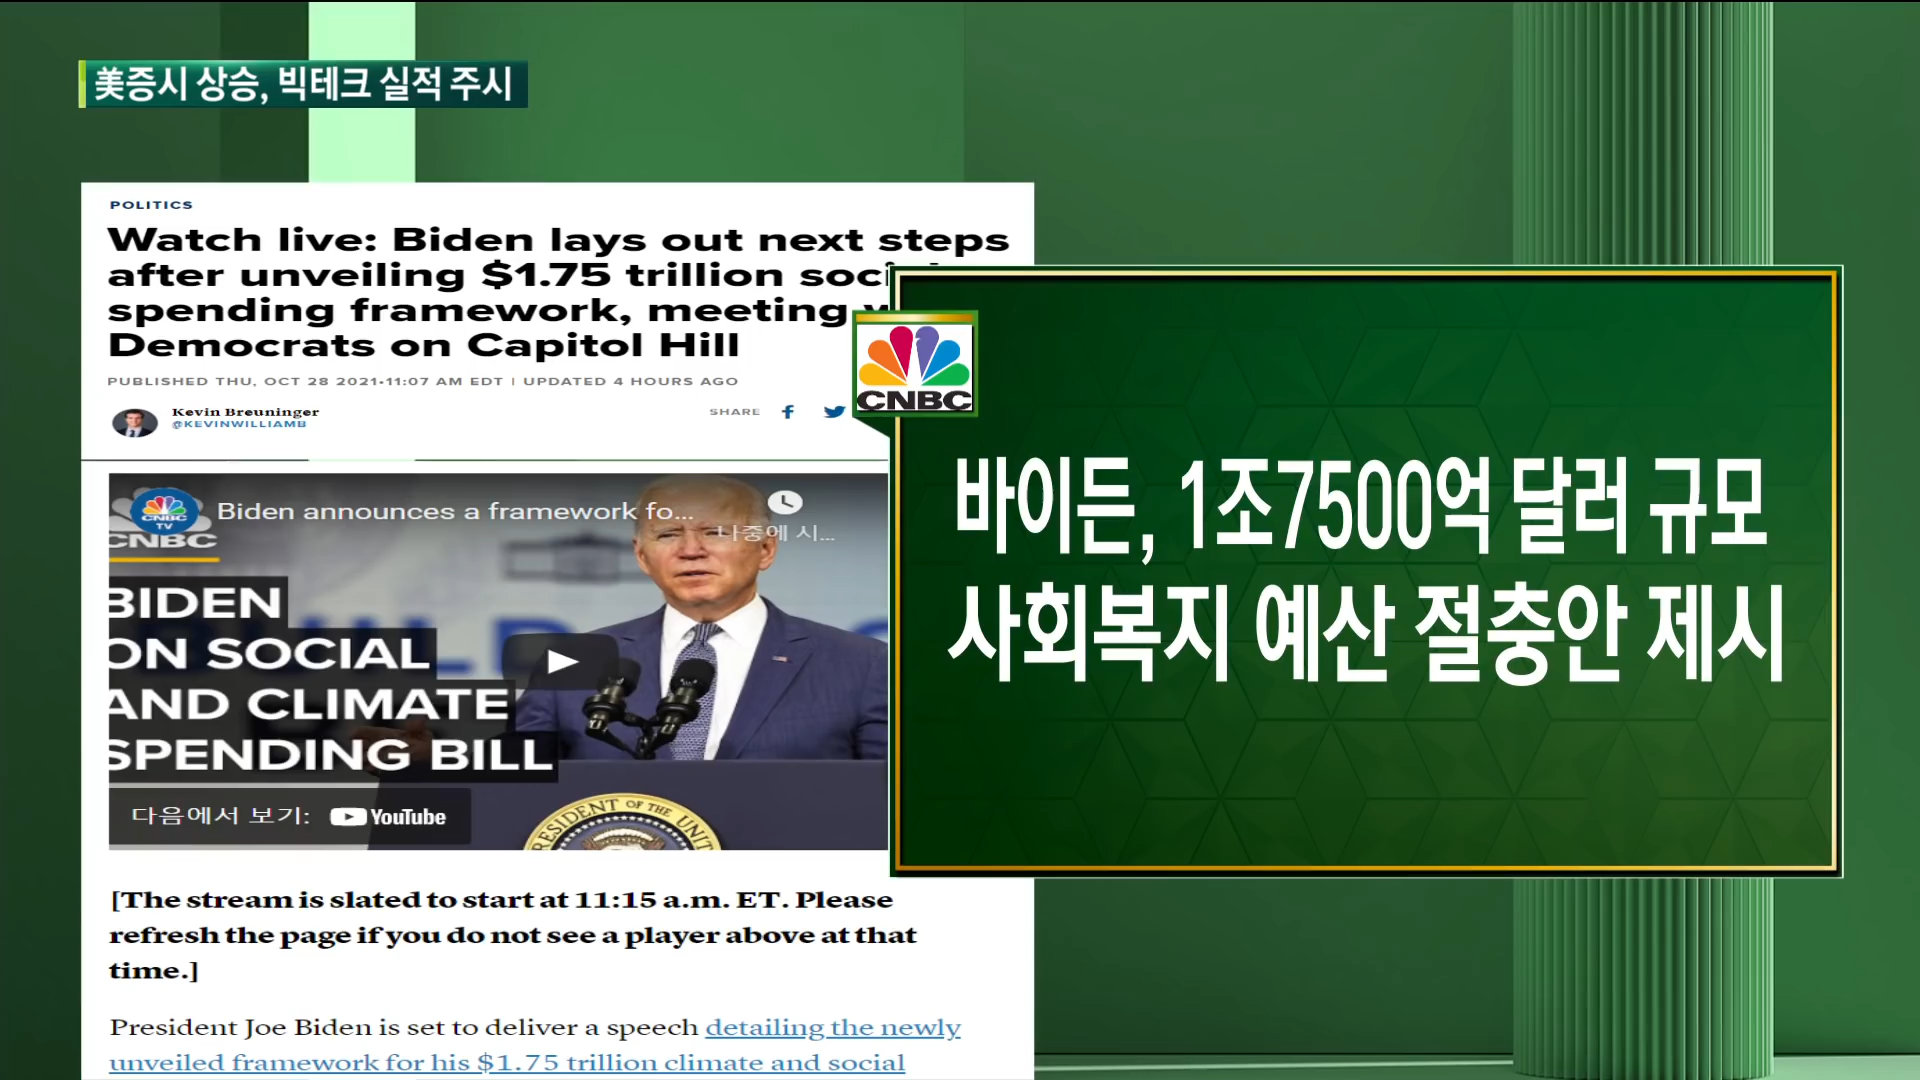 美증시 상승, 빅테크 실적 주시
POLITICS
Watch live: Biden lays out next steps
after unveiling $1.75 trillion
spending framework, meeting
Democrats on Capitol Hill
PUBLISHED THU, OCT 28 2021•11:07 AM EDT | UPDATED 4 HOURS AGO
Kevin Breuninger
@KEVINWILLIAMB
SHARE
CNBC
바이든, 1조7500억 달러 규모
사회복지 예산 절충안 제시
CNBC
TV
Biden announces a framework fo...
나중에 시...
CNBC
BIDEN
ON SOCIAL
AND CLIMATE
SPENDING BILL
다음에서 보기: YouTube
PRESIDENT OF THE
[The stream is slated to start at 11:15 a.m. ET. Please
refresh the page if you do not see a player above at that
time.]
President Joe Biden is set to deliver a speech detailing the newly
unveiled framework for his $1.75 trillion climate and social